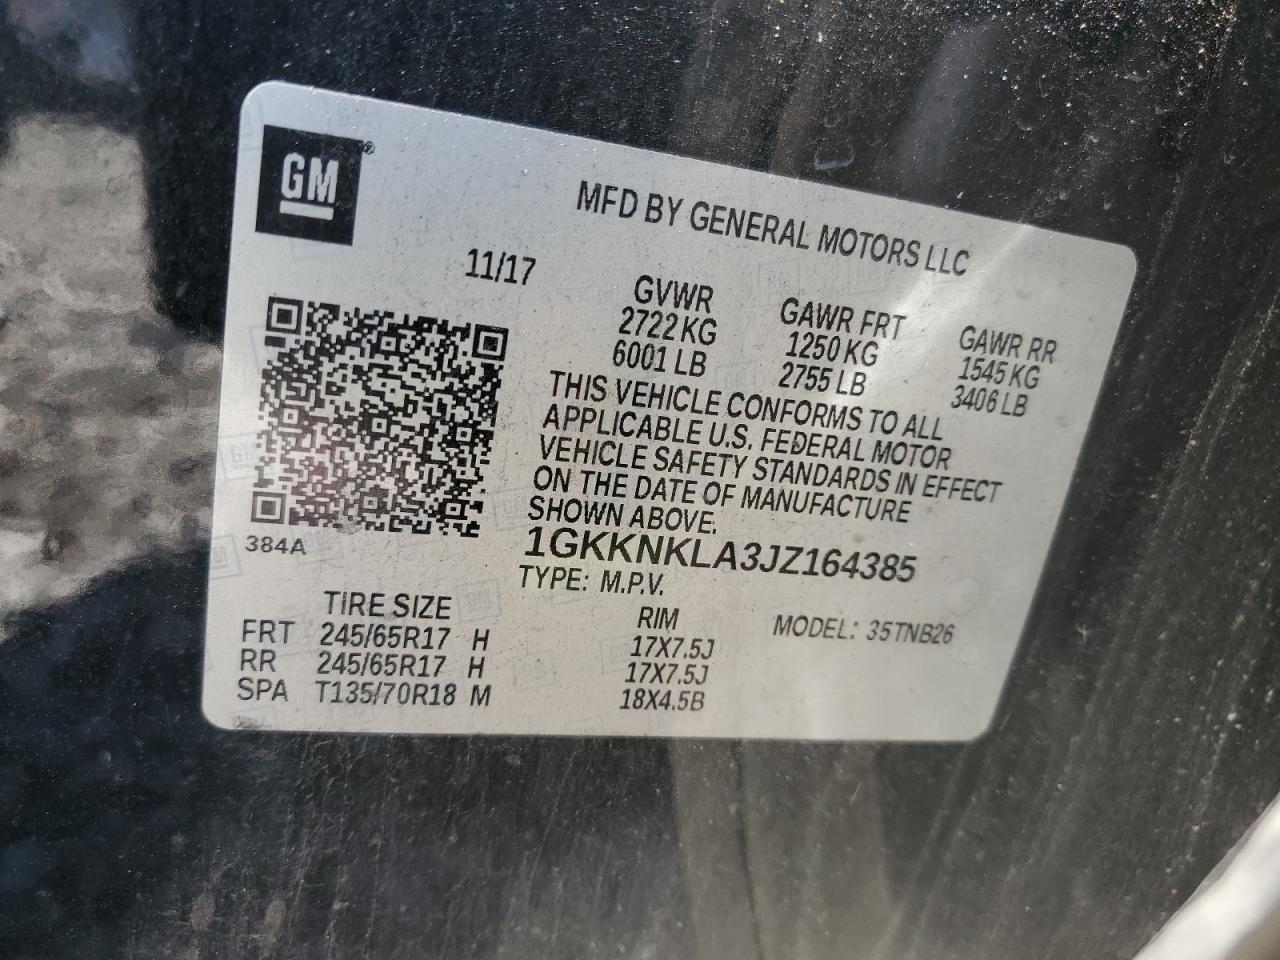 GM®
MFD BY GENERAL MOTORS LLC
11/17
GVWR GAWR FRT GAWR RR
2722 KG 1250 KG 1545 KG
6001 LB 2755 LB 3406 LB
THIS VEHICLE CONFORMS TO ALL
APPLICABLE U.S. FEDERAL MOTOR
VEHICLE SAFETY STANDARDS IN EFFECT
ON THE DATE OF MANUFACTURE
SHOWN ABOVE.
384A
1GKKNKLA3JZ164385
TYPE: M.P.V.
TIRE SIZE RIM MODEL: 35TNB26
FRT 245/65R17 H 17X7.5J
RR 245/65R17 H 17X7.5J
SPA T135/70R18 M 18X4.5B